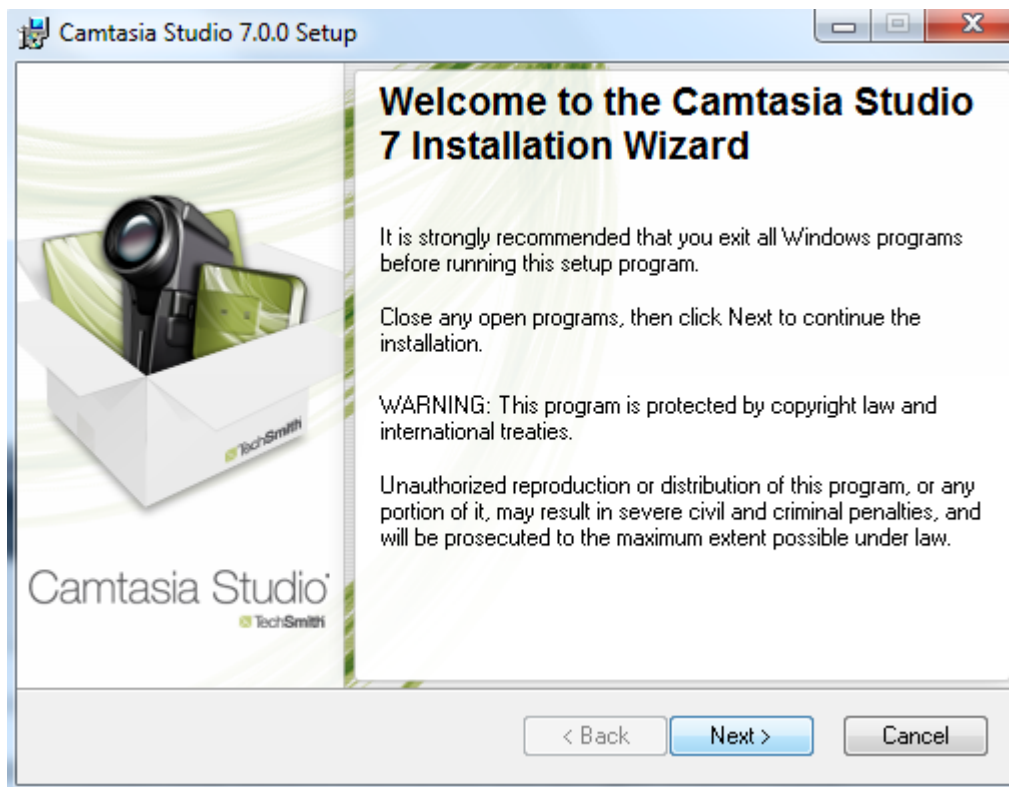 Camtasia Studio 7.0.0 Setup
Welcome to the Camtasia Studio
7 Installation Wizard
It is strongly recommended that you exit all Windows programs
before running this setup program.
Close any open programs, then click Next to continue the
installation.
WARNING: This program is protected by copyright law and
international treaties.
Unauthorized reproduction or distribution of this program, or any
portion of it, may result in severe civil and criminal penalties, and
will be prosecuted to the maximum extent possible under law.
TechSmith
Camtasia Studio
TechSmith
< Back
Next >
Cancel